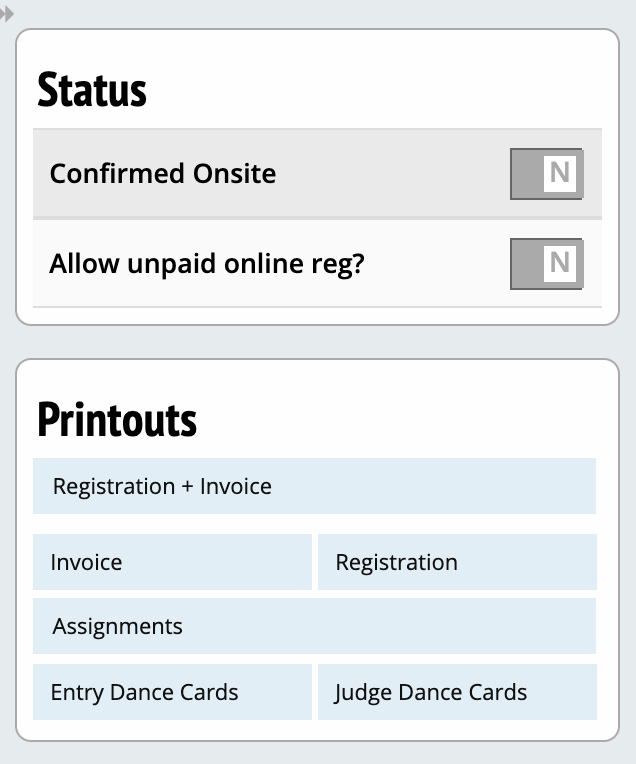 Status
Confirmed Onsite N
Allow unpaid online reg? N
Printouts
Registration + Invoice
Invoice Registration
Assignments
Entry Dance Cards Judge Dance Cards